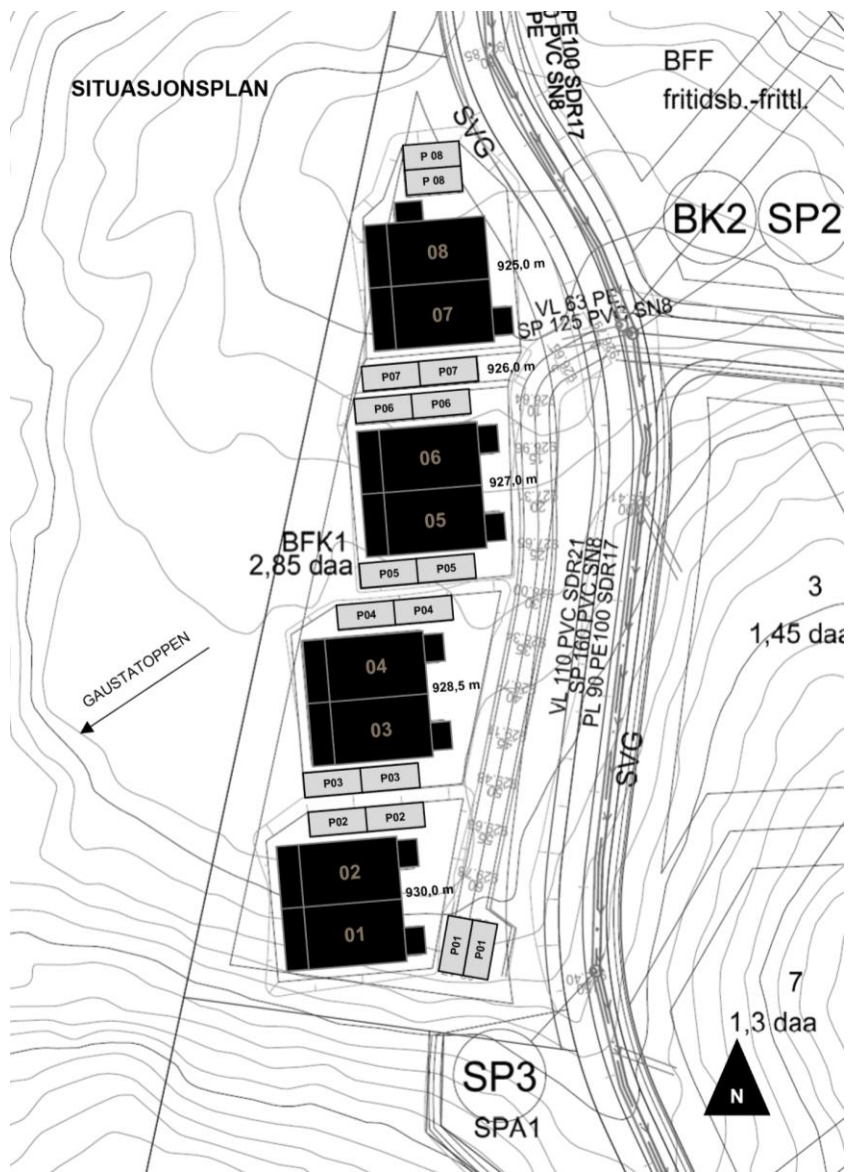 PE100 SDR17
PVC SN8
PE
SITUASJONSPLAN
BFF
fritidsb.-frittl.
SVG
P 08
P 08
BK2
SP2
08
925,0 m
07
VL 63 PE
SP 125 PVC SN8
P07
P07
926,0 m
P06
P06
06
927,0 m
05
BFK1
2,85 daa
P05
P05
VL 110 PVC SDR21
SP 160 PVC SN8
PL 90 PE100 SDR17
3
1,45 daa
P04
P04
GAUSTATOPPEN
04
928,5 m
03
SVG
P03
P03
P02
P02
02
930,0 m
01
P01
P01
7
1,3 daa
SP3
SPA1
N